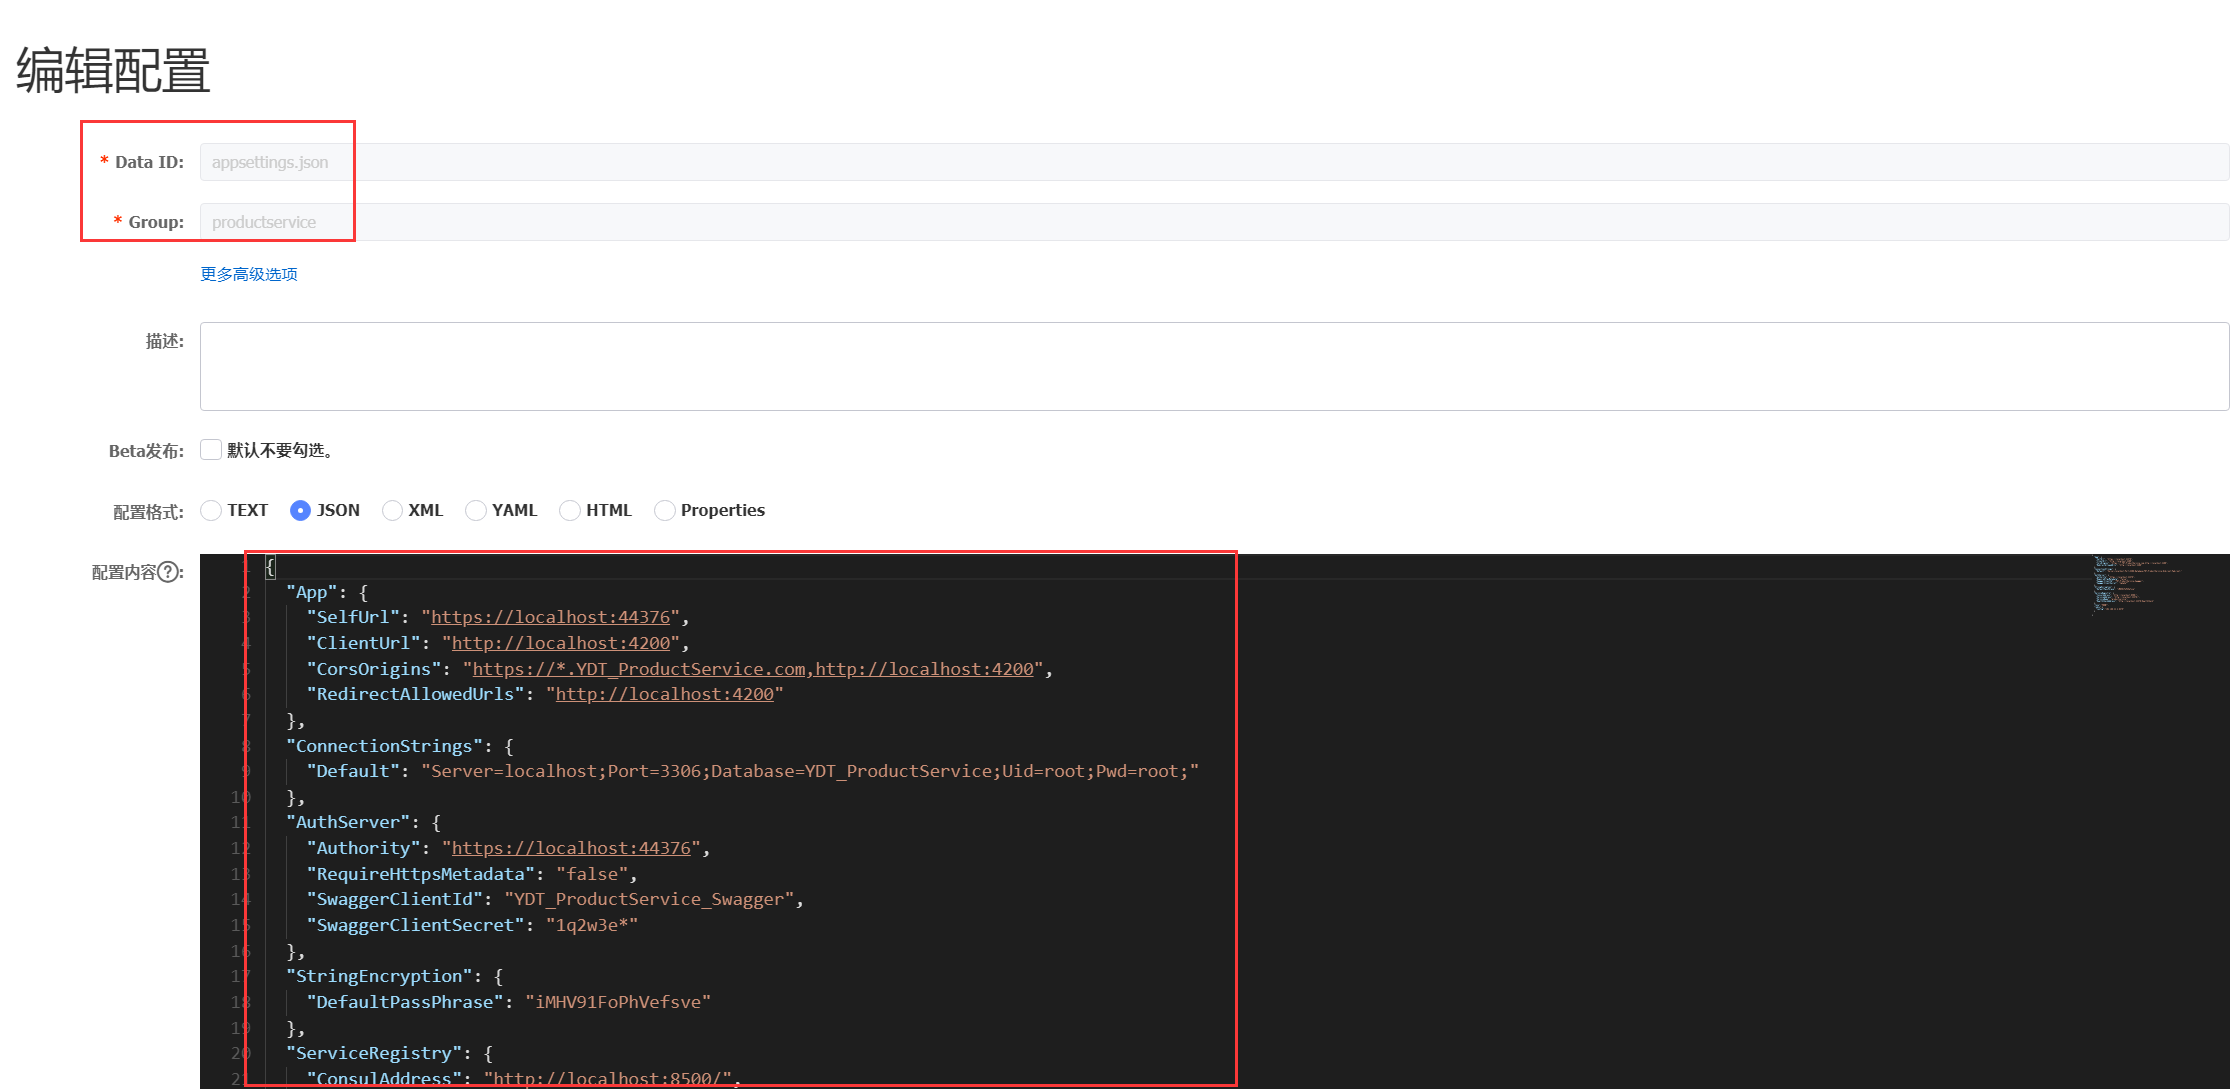 编辑配置
* Data ID: appsettings.json
* Group: productservice
更多高级选项
描述:
Beta发布: 默认不要勾选。
配置格式: TEXT JSON XML YAML HTML Properties
配置内容?:
1 {
2 "App": {
3 "SelfUrl": "https://localhost:44376",
4 "ClientUrl": "http://localhost:4200",
5 "CorsOrigins": "https://*.YDT_ProductService.com,http://localhost:4200",
6 "RedirectAllowedUrls": "http://localhost:4200"
7 },
8 "ConnectionStrings": {
9 "Default": "Server=localhost;Port=3306;Database=YDT_ProductService;Uid=root;Pwd=root;"
10 },
11 "AuthServer": {
12 "Authority": "https://localhost:44376",
13 "RequireHttpsMetadata": "false",
14 "SwaggerClientId": "YDT_ProductService_Swagger",
15 "SwaggerClientSecret": "1q2w3e*"
16 },
17 "StringEncryption": {
18 "DefaultPassPhrase": "iMHV91FoPhVefsve"
19 },
20 "ServiceRegistry": {
21 "ConsulAddress": "http://localhost:8500/",